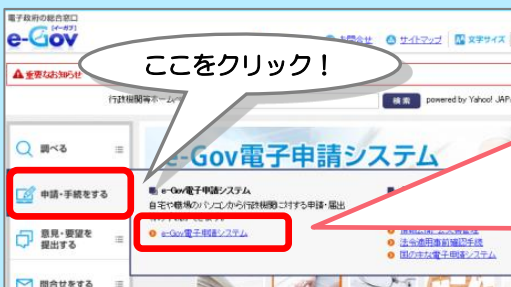 電子政府の総合窓口
[イーガブ]
e-Gov
お問合せ サイトマップ 文字サイズ
重要なお知らせ
ここをクリック！
行政機関等ホームペ
検索 powered by Yahoo! JAP
調べる
e-Gov電子申請システム
申請・手続をする
e-Gov電子申請システム
自宅や職場のパソコンから行政機関に対する申請・届出
e-Gov電子申請システム
意見・要望を
提出する
法令適用事前確認手続
国の主な電子申請システム
問合せをする